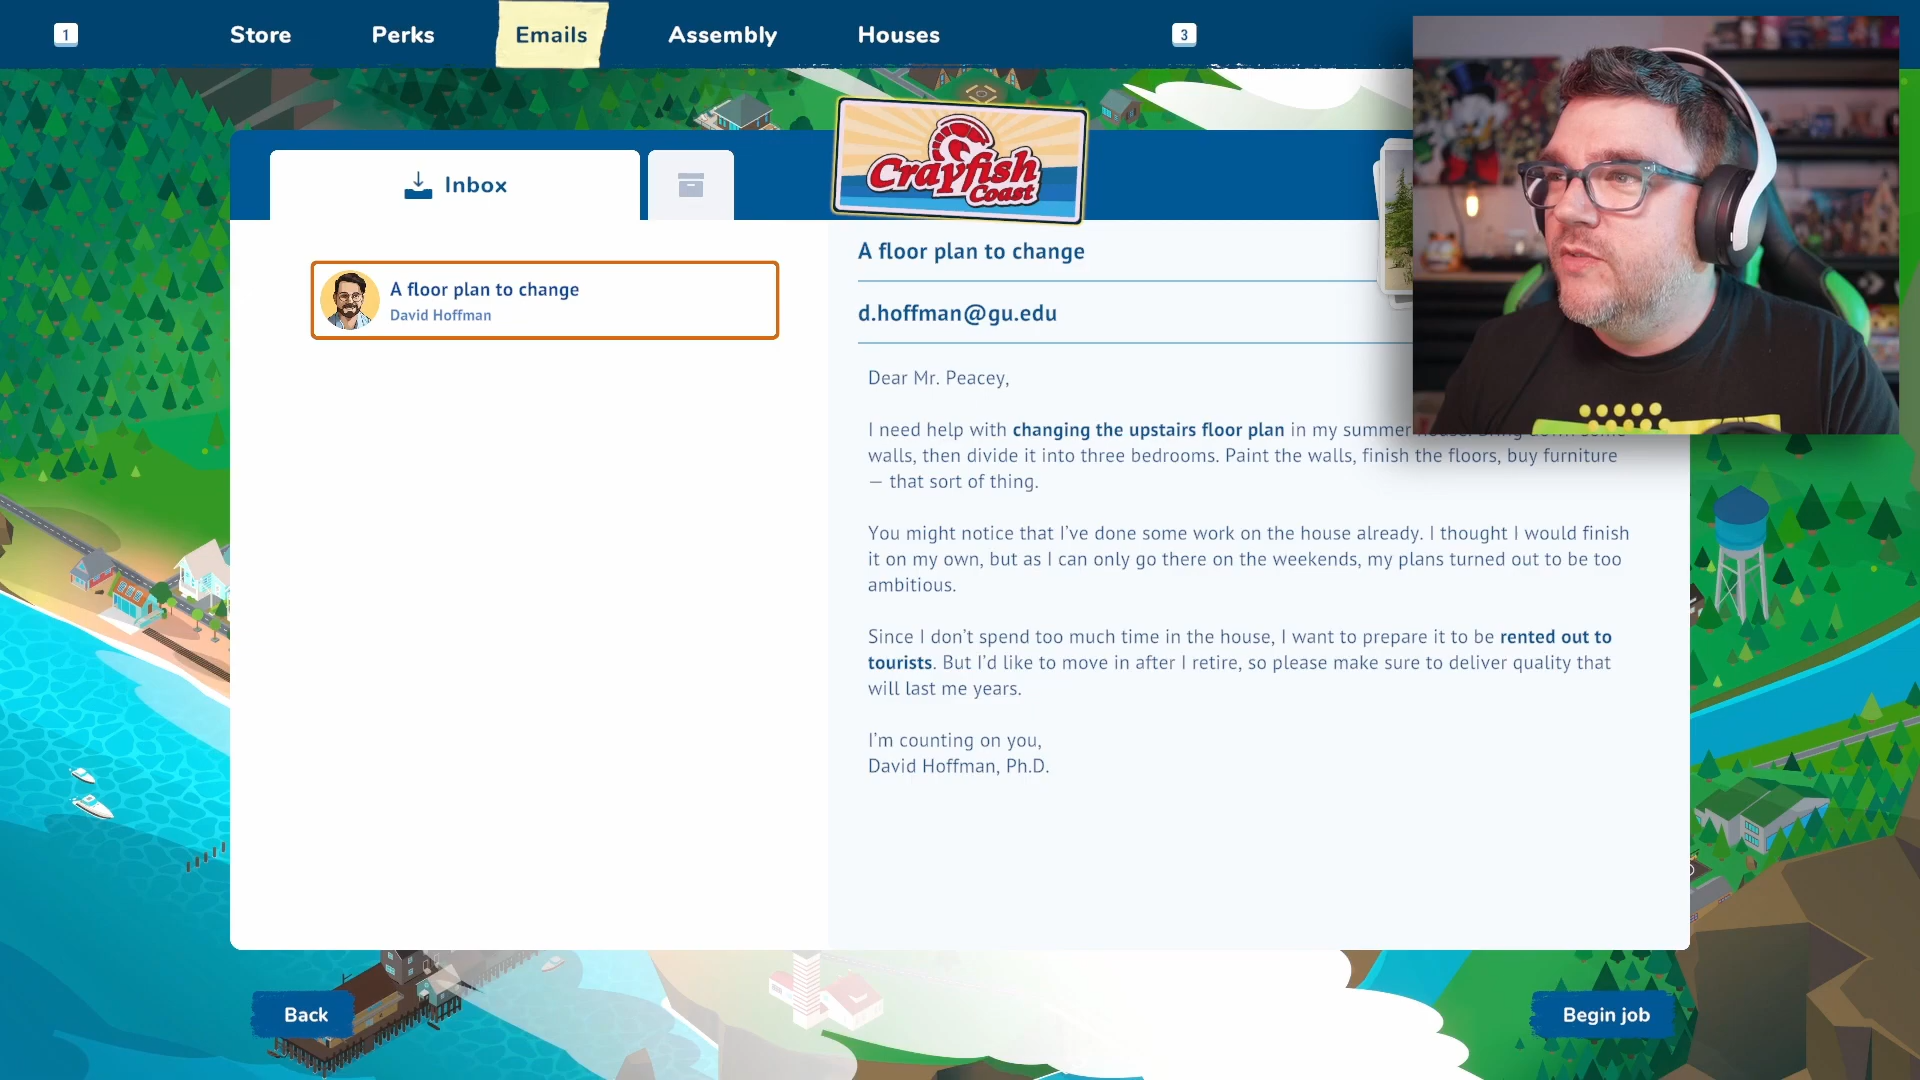 1
Store
Perks
Emails
Assembly
Houses
3
Inbox
Crayfish
Coast
A floor plan to change
David Hoffman
A floor plan to change
d.hoffman@gu.edu
Dear Mr. Peacey,
I need help with changing the upstairs floor plan in my summer
walls, then divide it into three bedrooms. Paint the walls, finish the floors, buy furniture
— that sort of thing.
You might notice that I've done some work on the house already. I thought I would finish
it on my own, but as I can only go there on the weekends, my plans turned out to be too
ambitious.
Since I don't spend too much time in the house, I want to prepare it to be rented out to
tourists. But I'd like to move in after I retire, so please make sure to deliver quality that
will last me years.
I'm counting on you,
David Hoffman, Ph.D.
Back
Begin job